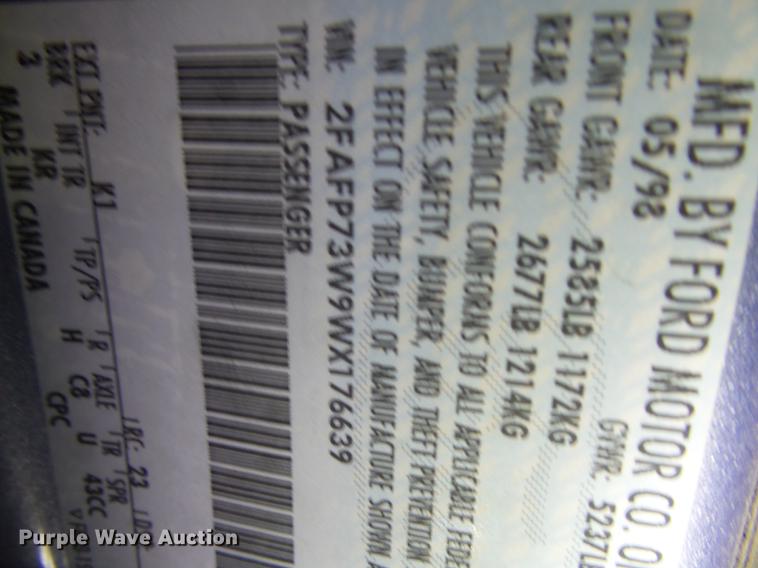 MFD. BY FORD MOTOR CO. O
DATE: 05/98 GVWR: 5237L
FRONT GAWR: 2585LB 1172KG
REAR GAWR: 2677LB 1214KG
THIS VEHICLE CONFORMS TO ALL APPLICABLE FEDE
VEHICLE SAFETY, BUMPER, AND THEFT PREVENTION
IN EFFECT ON THE DATE OF MANUFACTURE SHOWN A
VIN: 2FAFP73W9WX176639
TYPE: PASSENGER
EXT PNT: K1 RC: 23
BRK INT TR TP/PS R AXLE TR SPR
3 KR H C8 U 43CC
MADE IN CANADA CPC
Purple Wave Auction